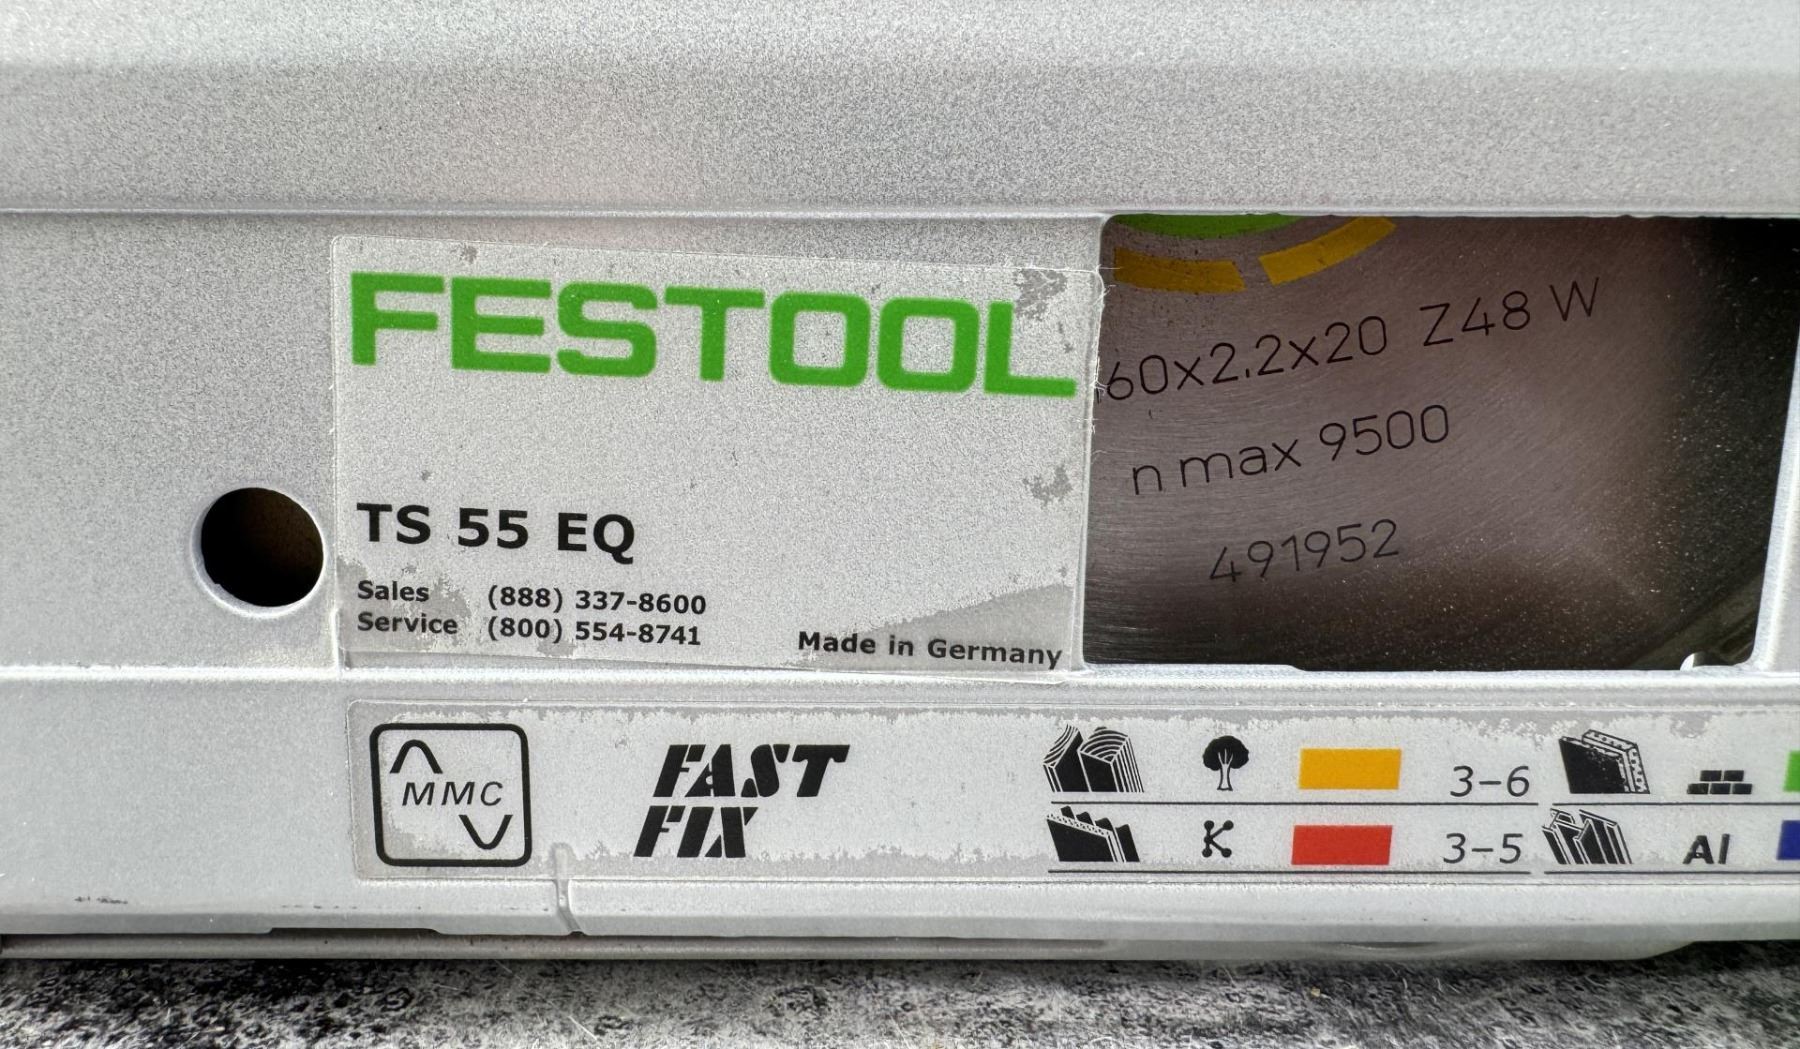 FESTOOL
TS 55 EQ
Sales (888) 337-8600
Service (800) 554-8741
Made in Germany
60x2.2x20 Z48 W
n max 9500
491952
MMC
FAST
FIX
3-6
K 3-5
Al